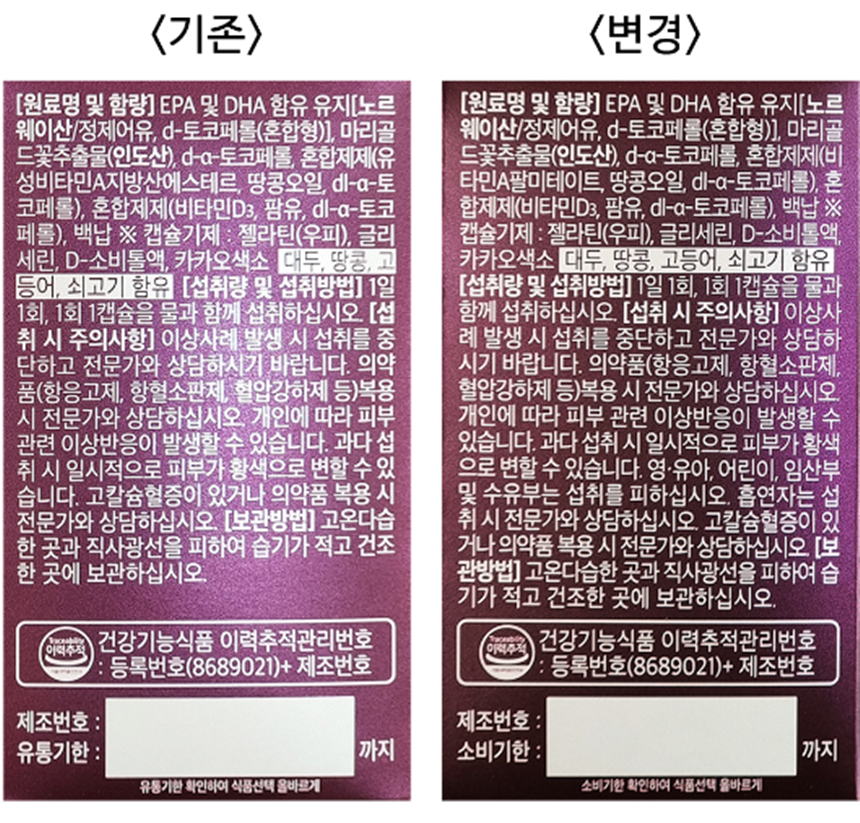 〈기존〉
[원료명 및 함량] EPA 및 DHA 함유 유지[노르
웨이산/정제어유, d-토코페롤(혼합형)], 마리골
드꽃추출물(인도산), d-α-토코페롤, 혼합제제(유
성비타민A지방산에스테르, 땅콩오일, dl-α-토
코페롤), 혼합제제(비타민D₃, 팜유, dl-α-토코
페롤), 백납 ※ 캡슐기제 : 젤라틴(우피), 글리
세린, D-소비톨액, 카카오색소 대두, 땅콩, 고
등어, 쇠고기 함유 [섭취량 및 섭취방법] 1일
1회, 1회 1캡슐을 물과 함께 섭취하십시오. [섭
취 시 주의사항] 이상사례 발생 시 섭취를 중
단하고 전문가와 상담하시기 바랍니다. 의약
품(항응고제, 항혈소판제, 혈압강하제 등)복용
시 전문가와 상담하십시오. 개인에 따라 피부
관련 이상반응이 발생할 수 있습니다. 과다 섭
취 시 일시적으로 피부가 황색으로 변할 수 있
습니다. 고칼슘혈증이 있거나 의약품 복용 시
전문가와 상담하십시오. [보관방법] 고온다습
한 곳과 직사광선을 피하여 습기가 적고 건조
한 곳에 보관하십시오.
Traceability
이력추적
건강기능식품 이력추적관리번호
: 등록번호(8689021)+ 제조번호
제조번호 :
유통기한 : 까지
유통기한 확인하여 식품선택 올바르게
〈변경〉
[원료명 및 함량] EPA 및 DHA 함유 유지[노르
웨이산/정제어유, d-토코페롤(혼합형)], 마리골
드꽃추출물(인도산), d-α-토코페롤, 혼합제제(비
타민A팔미테이트, 땅콩오일, dl-α-토코페롤), 혼
합제제(비타민D₃, 팜유, dl-α-토코페롤), 백납 ※
캡슐기제 : 젤라틴(우피), 글리세린, D-소비톨액,
카카오색소 대두, 땅콩, 고등어, 쇠고기 함유
[섭취량 및 섭취방법] 1일 1회, 1회 1캡슐을 물과
함께 섭취하십시오. [섭취 시 주의사항] 이상사
례 발생 시 섭취를 중단하고 전문가와 상담하
시기 바랍니다. 의약품(항응고제, 항혈소판제,
혈압강하제 등)복용 시 전문가와 상담하십시오.
개인에 따라 피부 관련 이상반응이 발생할 수
있습니다. 과다 섭취 시 일시적으로 피부가 황색
으로 변할 수 있습니다. 영·유아, 어린이, 임산부
및 수유부는 섭취를 피하십시오. 흡연자는 섭
취 시 전문가와 상담하십시오. 고칼슘혈증이 있
거나 의약품 복용 시 전문가와 상담하십시오. [보
관방법] 고온다습한 곳과 직사광선을 피하여 습
기가 적고 건조한 곳에 보관하십시오.
Traceability
이력추적
건강기능식품 이력추적관리번호
: 등록번호(8689021)+ 제조번호
제조번호 :
소비기한 : 까지
소비기한 확인하여 식품선택 올바르게